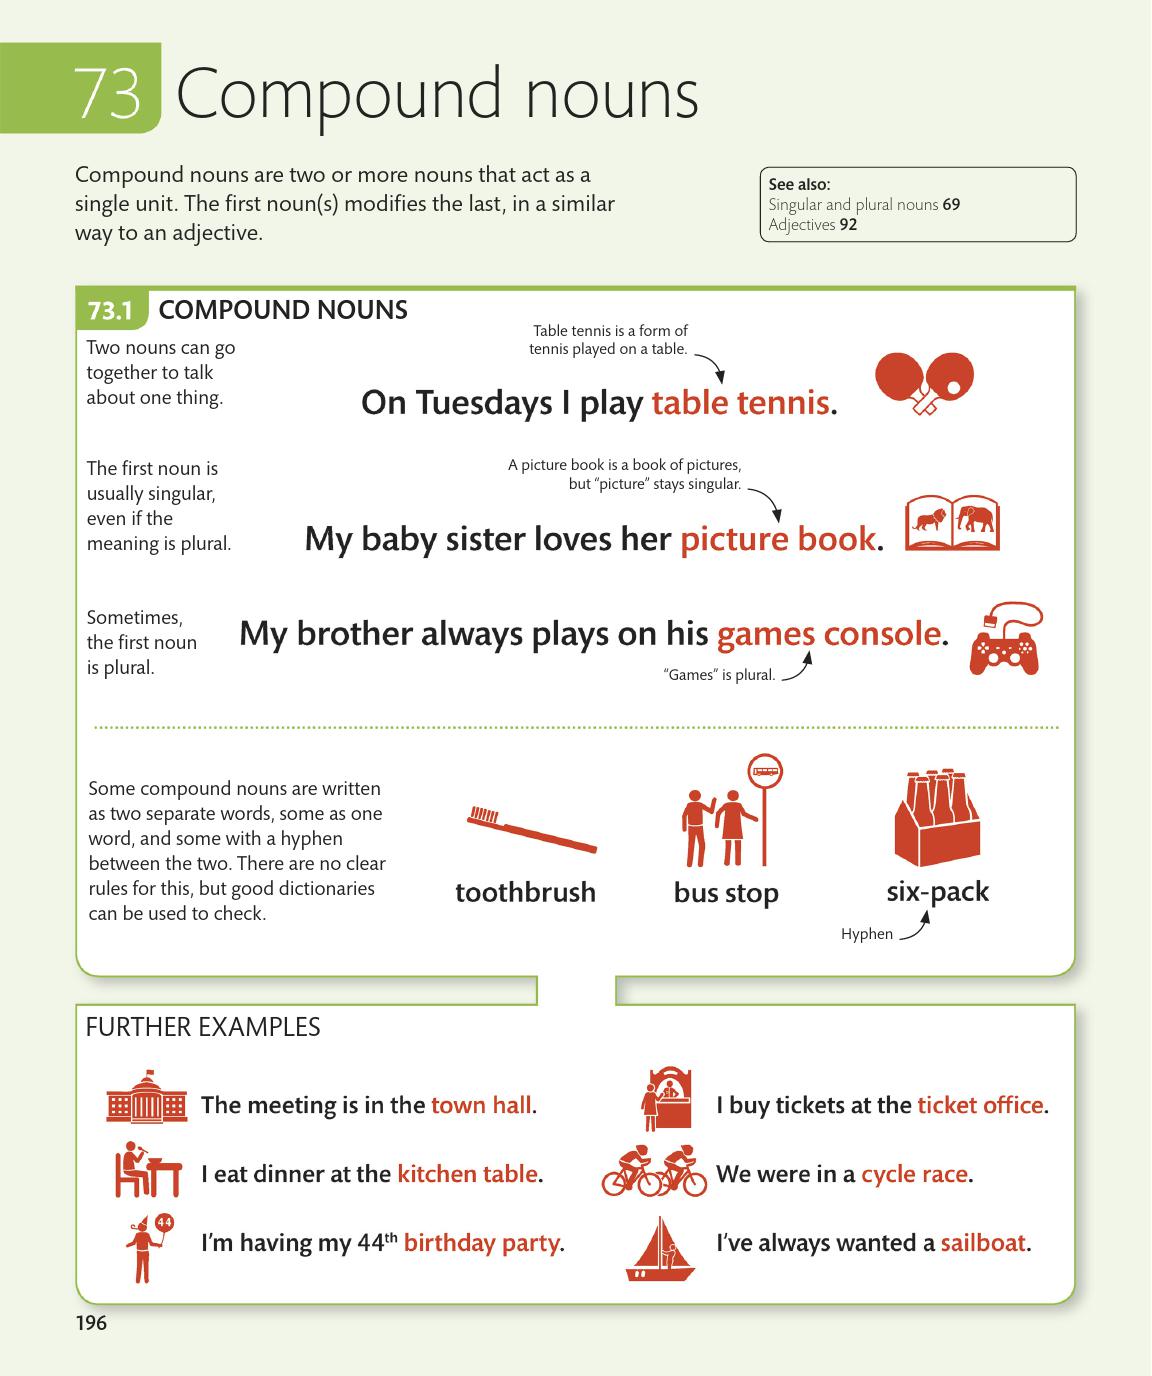 73 Compound nouns
Compound nouns are two or more nouns that act as a
single unit. The first noun(s) modifies the last, in a similar
way to an adjective.
See also:
Singular and plural nouns 69
Adjectives 92
73.1 COMPOUND NOUNS
Two nouns can go
together to talk
about one thing.
Table tennis is a form of
tennis played on a table.
On Tuesdays I play table tennis.
The first noun is
usually singular,
even if the
meaning is plural.
A picture book is a book of pictures,
but “picture” stays singular.
My baby sister loves her picture book.
Sometimes,
the first noun
is plural.
My brother always plays on his games console.
“Games” is plural.
Some compound nouns are written
as two separate words, some as one
word, and some with a hyphen
between the two. There are no clear
rules for this, but good dictionaries
can be used to check.
toothbrush
bus stop
six-pack
Hyphen
FURTHER EXAMPLES
The meeting is in the town hall.
I buy tickets at the ticket office.
I eat dinner at the kitchen table.
We were in a cycle race.
44
I’m having my 44th birthday party.
I’ve always wanted a sailboat.
196